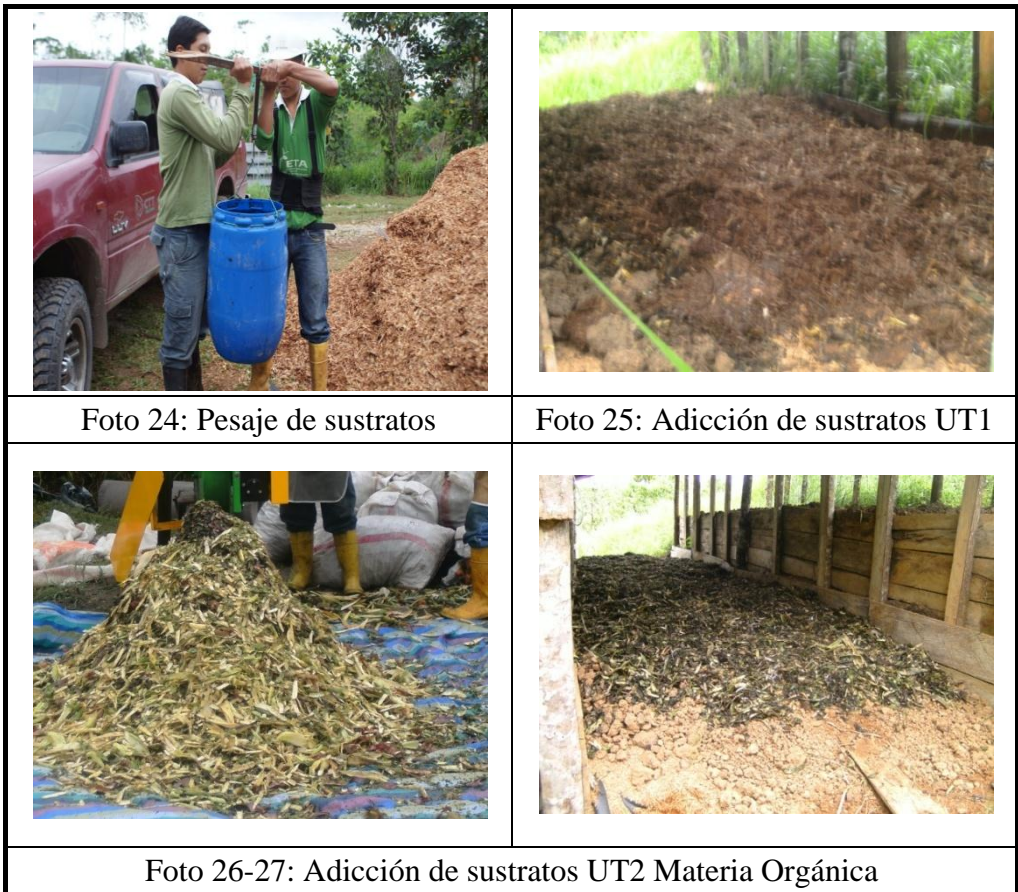 ETA
Foto 24: Pesaje de sustratos
Foto 25: Adicción de sustratos UT1
Foto 26-27: Adicción de sustratos UT2 Materia Orgánica